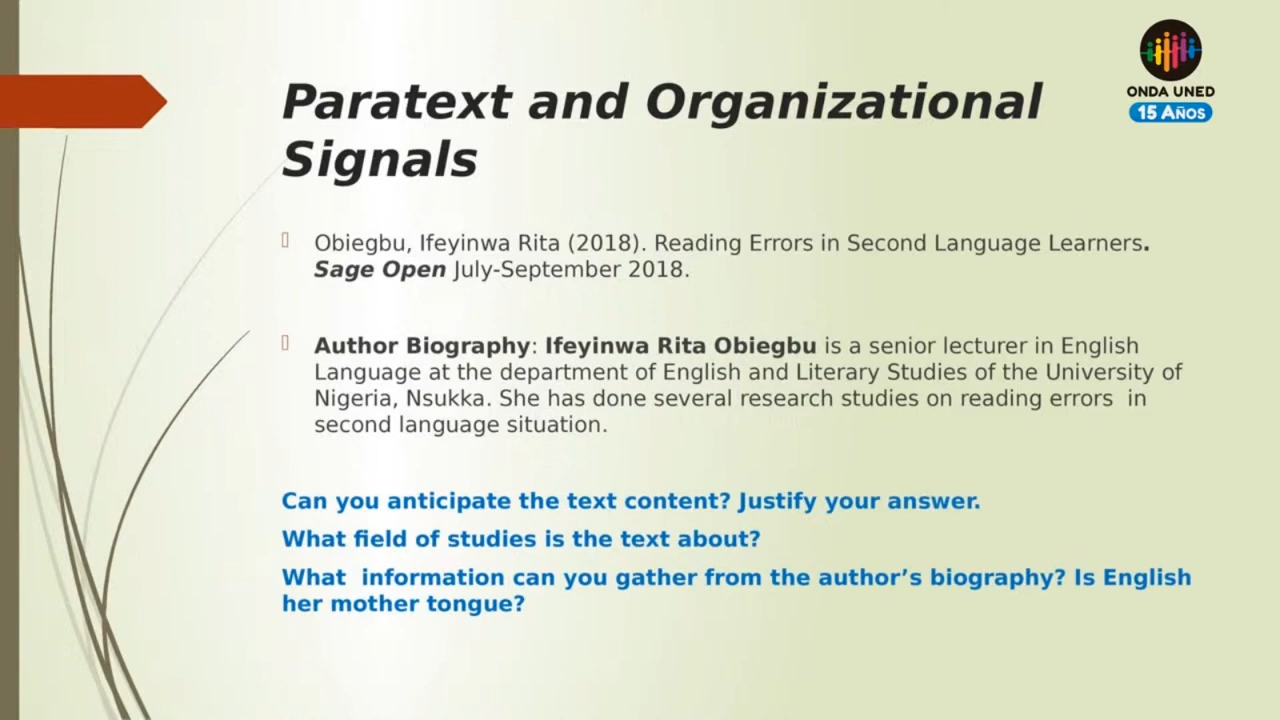 ONDA UNED
15 AÑOS
Paratext and Organizational
Signals
Obiegbu, Ifeyinwa Rita (2018). Reading Errors in Second Language Learners.
Sage Open July-September 2018.
Author Biography: Ifeyinwa Rita Obiegbu is a senior lecturer in English
Language at the department of English and Literary Studies of the University of
Nigeria, Nsukka. She has done several research studies on reading errors  in
second language situation.
Can you anticipate the text content? Justify your answer.
What field of studies is the text about?
What  information can you gather from the author’s biography? Is English
her mother tongue?